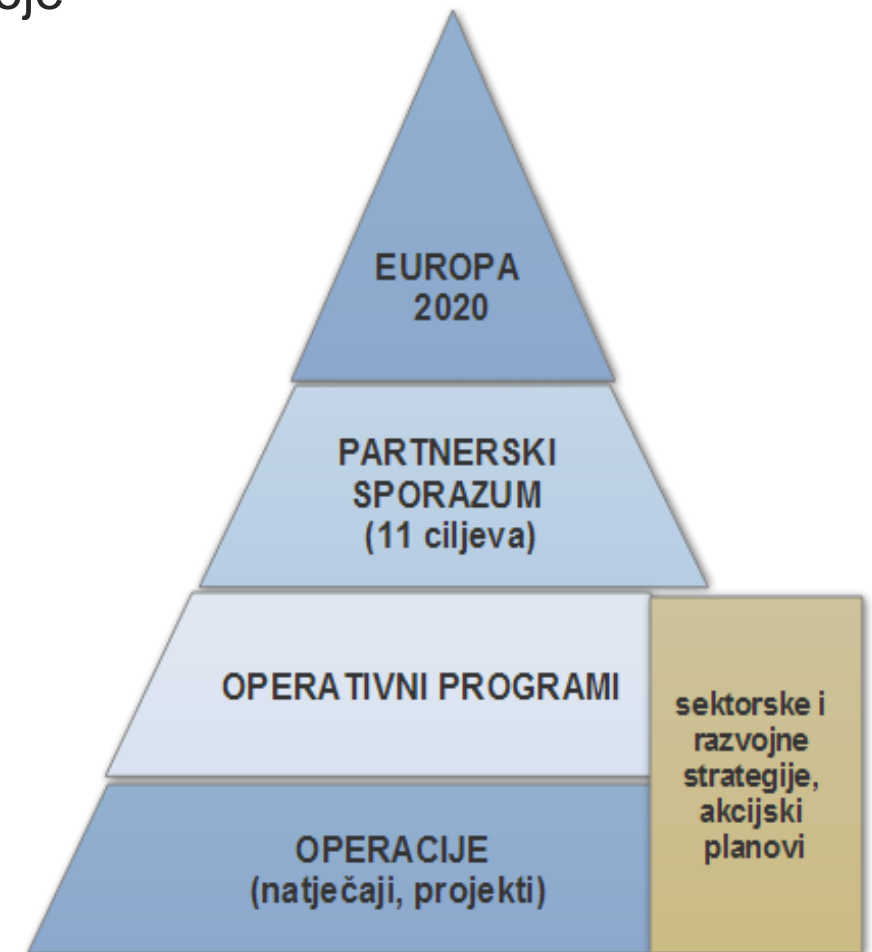 EUROPA
2020
PARTNERSKI
SPORAZUM
(11 ciljeva)
OPERATIVNI PROGRAMI
sektorske i
razvojne
strategije,
akcijski
planovi
OPERACIJE
(natječaji, projekti)